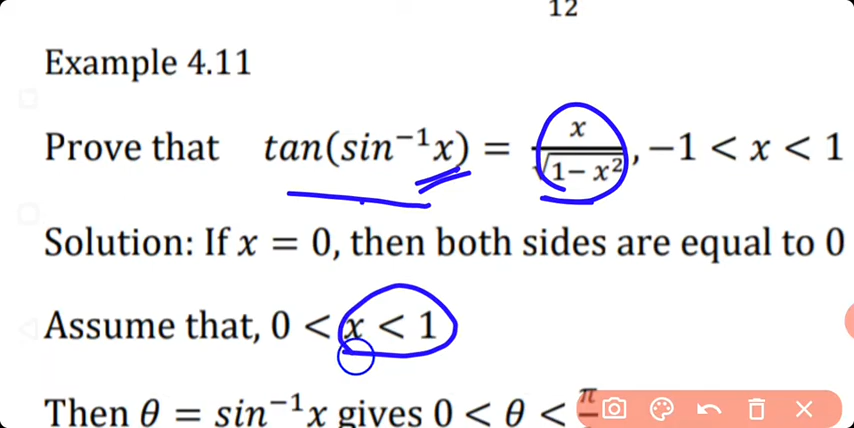 12
Example 4.11
Prove that tan(sin⁻¹x) = x/√(1 − x²), −1 < x < 1
Solution: If x = 0, then both sides are equal to 0
Assume that, 0 < x < 1
Then θ = sin⁻¹x gives 0 < θ < π